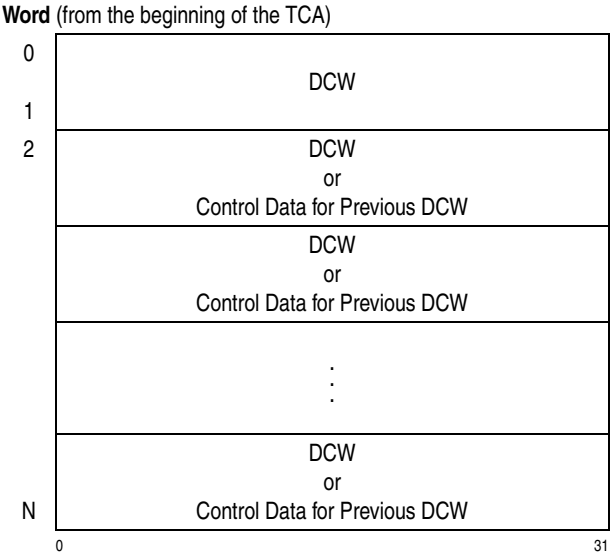 Word (from the beginning of the TCA)
0
DCW
1
2
DCW
or
Control Data for Previous DCW
DCW
or
Control Data for Previous DCW
.
.
.
DCW
or
N
Control Data for Previous DCW
0
31